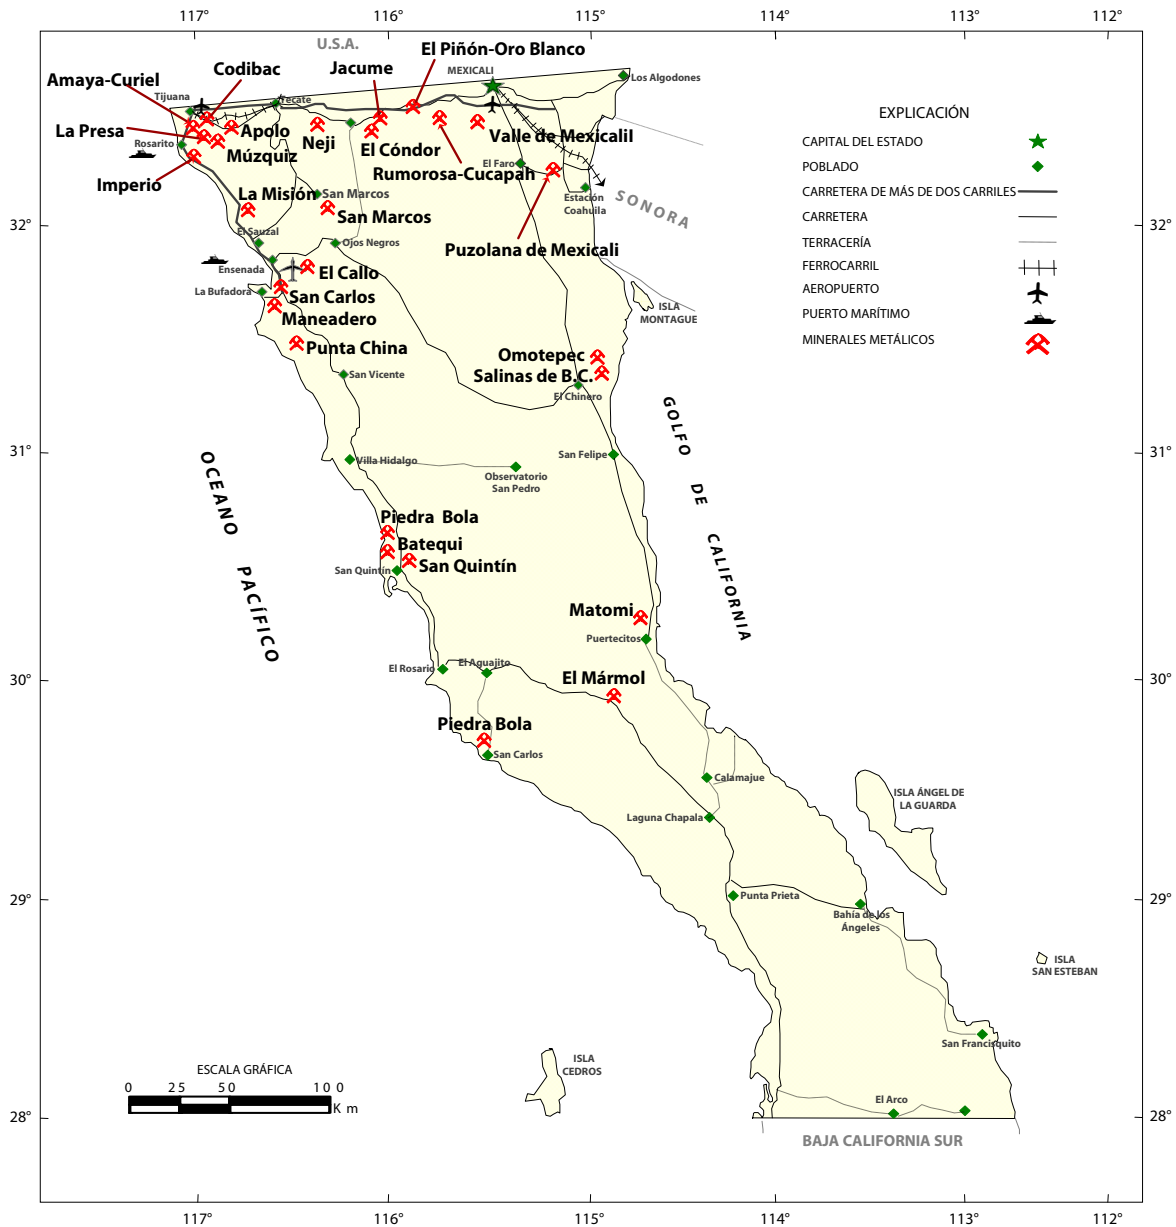 117°
116°
115°
114°
113°
112°
U.S.A.
El Piñón-Oro Blanco
Codibac
Jacume
MEXICALI
Amaya-Curiel
Los Algodones
Tijuana
Tecate
La Presa
Apolo
Neji
El Cóndor
Valle de Mexicalil
Rosarito
Múzquiz
Rumorosa-Cucapah
El Faro
Imperió
La Misión
San Marcos
San Marcos
Estación
Coahuila
SONORA
32°
32°
El Sauzal
Ojos Negros
Puzolana de Mexicali
Ensenada
El Callo
La Bufadora
San Carlos
Maneadero
ISLA
MONTAGUE
Punta China
Omotepec
Salinas de B.C.
San Vicente
El Chinero
31°
31°
Villa Hidalgo
San Felipe
Observatorio
San Pedro
GOLFO DE CALIFORNIA
OCEANO PACÍFICO
Piedra Bola
Batequi
San Quintín
San Quintín
Matomi
Puertecitos
30°
30°
El Rosario
El Aguajito
El Mármol
Piedra Bola
San Carlos
Calamajue
Laguna Chapala
ISLA ÁNGEL DE
LA GUARDA
29°
29°
Punta Prieta
Bahía de los
Ángeles
ISLA
SAN ESTEBAN
San Francisquito
ISLA
CEDROS
El Arco
28°
28°
BAJA CALIFORNIA SUR
EXPLICACIÓN
CAPITAL DEL ESTADO
POBLADO
CARRETERA DE MÁS DE DOS CARRILES
CARRETERA
TERRACERÍA
FERROCARRIL
AEROPUERTO
PUERTO MARÍTIMO
MINERALES METÁLICOS
ESCALA GRÁFICA
0 25 50 100
Km
117°
116°
115°
114°
113°
112°